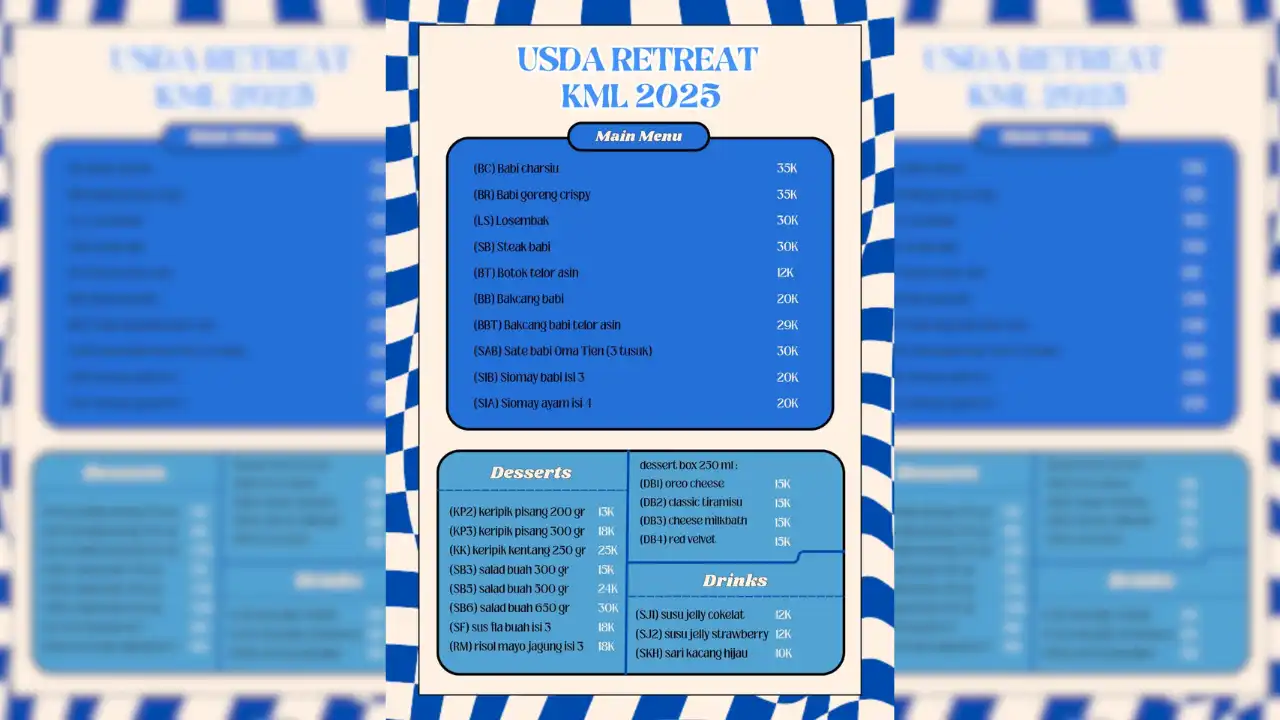 USDA RETREAT
KML 2025
Main Menu
(BC) Babi charsiu 35K
(BR) Babi goreng crispy 35K
(LS) Losembak 30K
(SB) Steak babi 30K
(BT) Botok telor asin 12K
(BB) Bakcang babi 20K
(BBT) Bakcang babi telor asin 29K
(SAB) Sate babi Oma Tien (3 tusuk) 30K
(SIB) Siomay babi isi 3 20K
(SIA) Siomay ayam isi 4 20K
Desserts
(KP2) keripik pisang 200 gr 13K
(KP3) keripik pisang 300 gr 18K
(KK) keripik kentang 250 gr 25K
(SB3) salad buah 300 gr 15K
(SB5) salad buah 500 gr 24K
(SB6) salad buah 650 gr 30K
(SF) sus fla buah isi 3 18K
(RM) risol mayo jagung isi 3 18K
dessert box 250 ml :
(DB1) oreo cheese 15K
(DB2) classic tiramisu 15K
(DB3) cheese milkbath 15K
(DB4) red velvet 15K
Drinks
(SJ1) susu jelly cokelat 12K
(SJ2) susu jelly strawberry 12K
(SKH) sari kacang hijau 10K